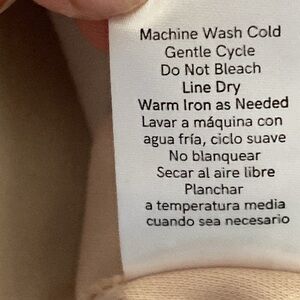 Machine Wash Cold
Gentle Cycle
Do Not Bleach
Line Dry
Warm Iron as Needed
Lavar a máquina con
agua fría, ciclo suave
No blanquear
Secar al aire libre
Planchar
a temperatura media
cuando sea necesario